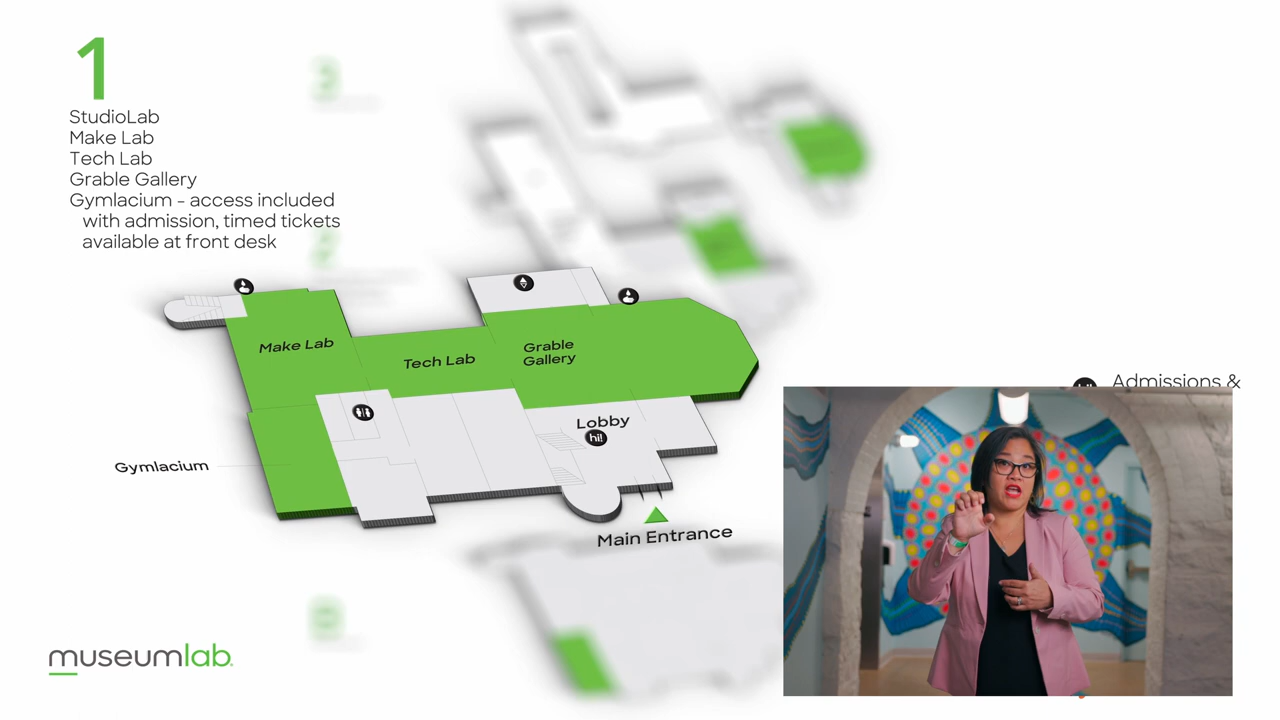 1
StudioLab
Make Lab
Tech Lab
Grable Gallery
Gymlacium – access included
with admission, timed tickets
available at front desk
Make Lab
Tech Lab
Grable
Gallery
Lobby
hi!
Gymlacium
Main Entrance
Admissions &
museumlab.